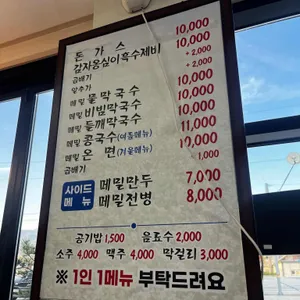 돈 가 스 10,000
감자옹심이흑수제비 10,000
곱배기 + 2,000
알추가 + 2,000
메밀 물막국수 10,000
메밀 비빔막국수 10,000
메밀 들깨막국수 11,000
메밀 콩국수 (여름메뉴) 10,000
메밀 온 면 (겨울메뉴) 10,000
곱배기 + 1,000
사이드 메뉴
메밀만두 7,000
메밀전병 8,000
공기밥 1,500 음료수 2,000
소주 4,000 맥주 4,000 막걸리 3,000
※ 1인 1메뉴 부탁드려요